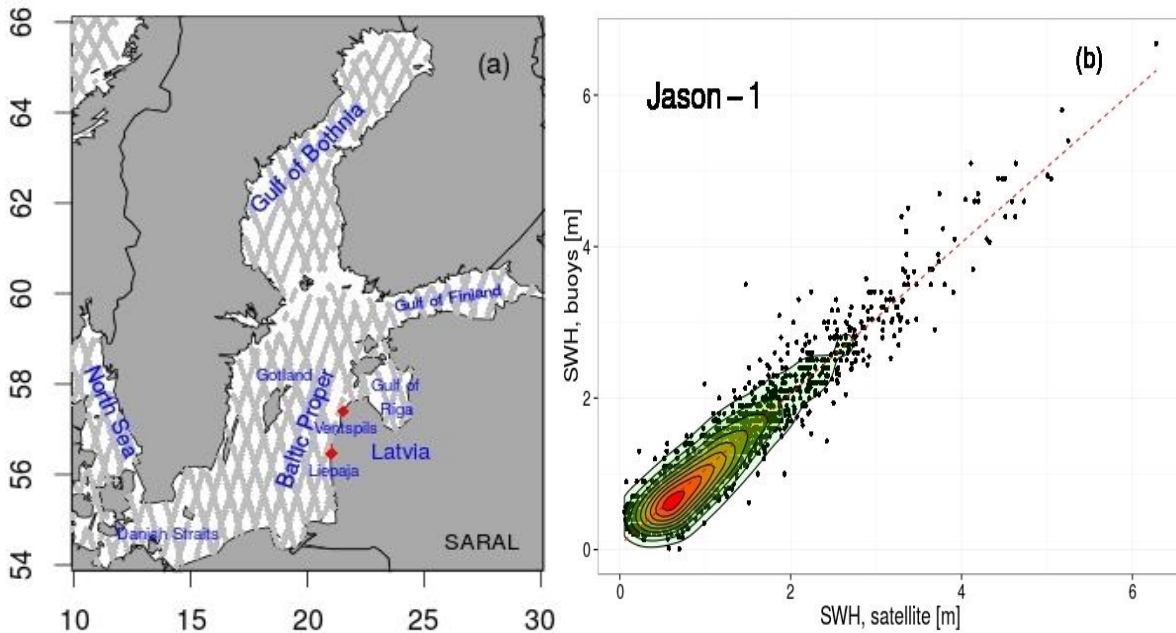 66
64
62
60
58
56
54
10
15
20
25
30
(a)
Gulf of Bothnia
Gulf of Finland
North Sea
Gotland
Baltic Proper
Gulf of
Riga
Ventspils
Latvia
Liepaja
Danish Straits
SARAL
(b)
Jason – 1
SWH, buoys [m]
6
4
2
0
0
2
4
6
SWH, satellite [m]